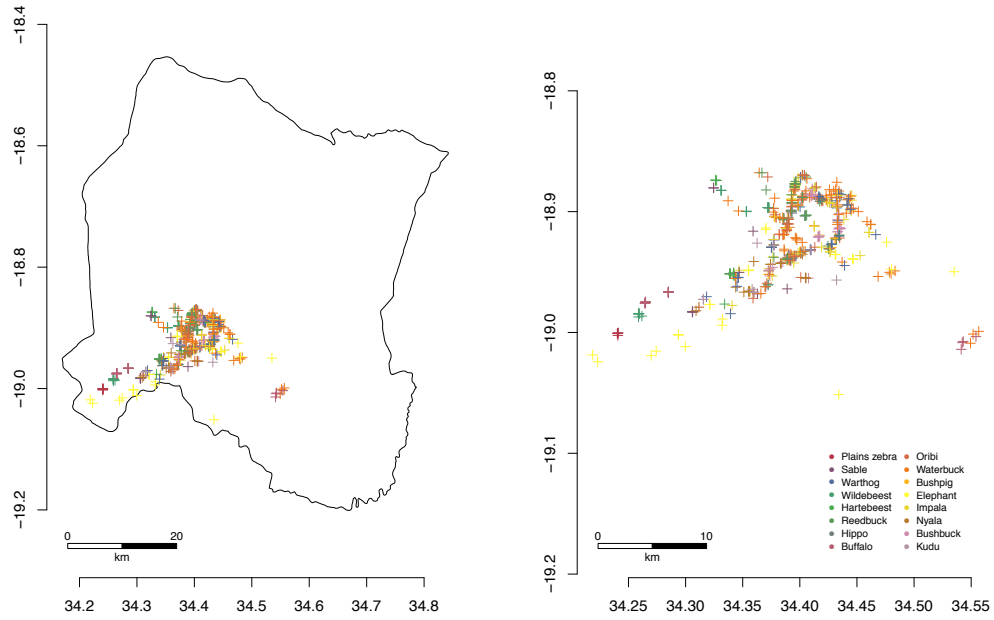 −18.4
−18.6
−18.8
−19.0
−19.2
0 20
km
34.2 34.3 34.4 34.5 34.6 34.7 34.8
−18.8
−18.9
−19.0
−19.1
−19.2
Plains zebra
Sable
Warthog
Wildebeest
Hartebeest
Reedbuck
Hippo
Buffalo
Oribi
Waterbuck
Bushpig
Elephant
Impala
Nyala
Bushbuck
Kudu
0 10
km
34.25 34.30 34.35 34.40 34.45 34.50 34.55